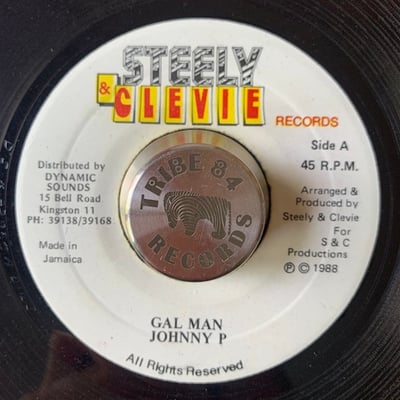 STEELY
& CLEVIE
RECORDS
Side A
45 R.P.M.
Distributed by
DYNAMIC
SOUNDS
15 Bell Road
Kingston 11
PH: 39138/39168
Made in
Jamaica
Arranged &
Produced by
Steely & Clevie
For
S & C
Productions
Ⓟ © 1988
TRIBE 84
RECORDS
GAL MAN
JOHNNY P
All Rights Reserved